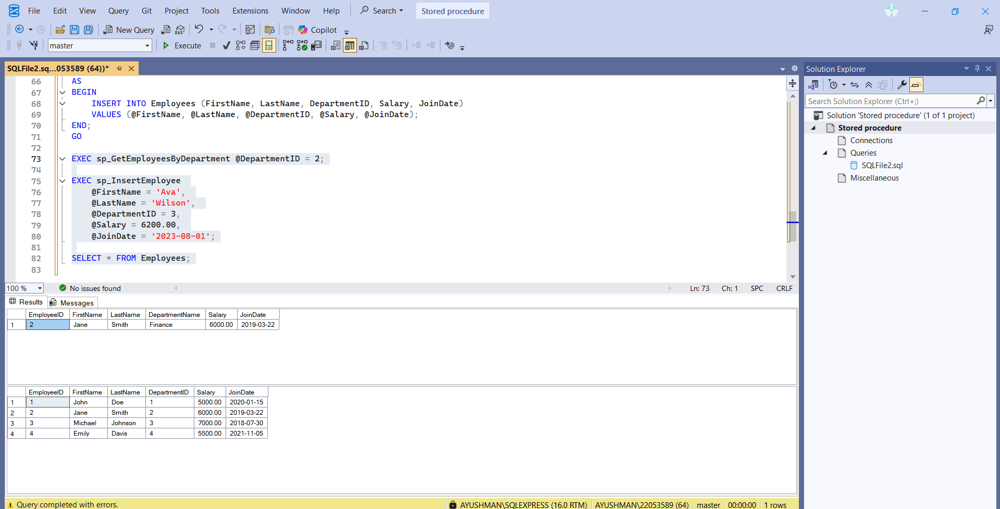 File Edit View Query Git Project Tools Extensions Window Help Search Stored procedure
New Query DAX Copilot
master Execute
SQLFile2.sq...053589 (64))*
66 AS
67 BEGIN
68 INSERT INTO Employees (FirstName, LastName, DepartmentID, Salary, JoinDate)
69 VALUES (@FirstName, @LastName, @DepartmentID, @Salary, @JoinDate);
70 END;
71 GO
72
73 EXEC sp_GetEmployeesByDepartment @DepartmentID = 2;
74
75 EXEC sp_InsertEmployee
76 @FirstName = 'Ava',
77 @LastName = 'Wilson',
78 @DepartmentID = 3,
79 @Salary = 6200.00,
80 @JoinDate = '2023-08-01';
81
82 SELECT * FROM Employees;
83
100 % No issues found Ln: 73 Ch: 1 SPC CRLF
Results Messages
EmployeeID FirstName LastName DepartmentName Salary JoinDate
1 2 Jane Smith Finance 6000.00 2019-03-22
EmployeeID FirstName LastName DepartmentID Salary JoinDate
1 1 John Doe 1 5000.00 2020-01-15
2 2 Jane Smith 2 6000.00 2019-03-22
3 3 Michael Johnson 3 7000.00 2018-07-30
4 4 Emily Davis 4 5500.00 2021-11-05
Query completed with errors. AYUSHMAN\SQLEXPRESS (16.0 RTM) AYUSHMAN\22053589 (64) master 00:00:00 1 rows
Solution Explorer
Search Solution Explorer (Ctrl+;)
Solution 'Stored procedure' (1 of 1 project)
Stored procedure
Connections
Queries
SQLFile2.sql
Miscellaneous